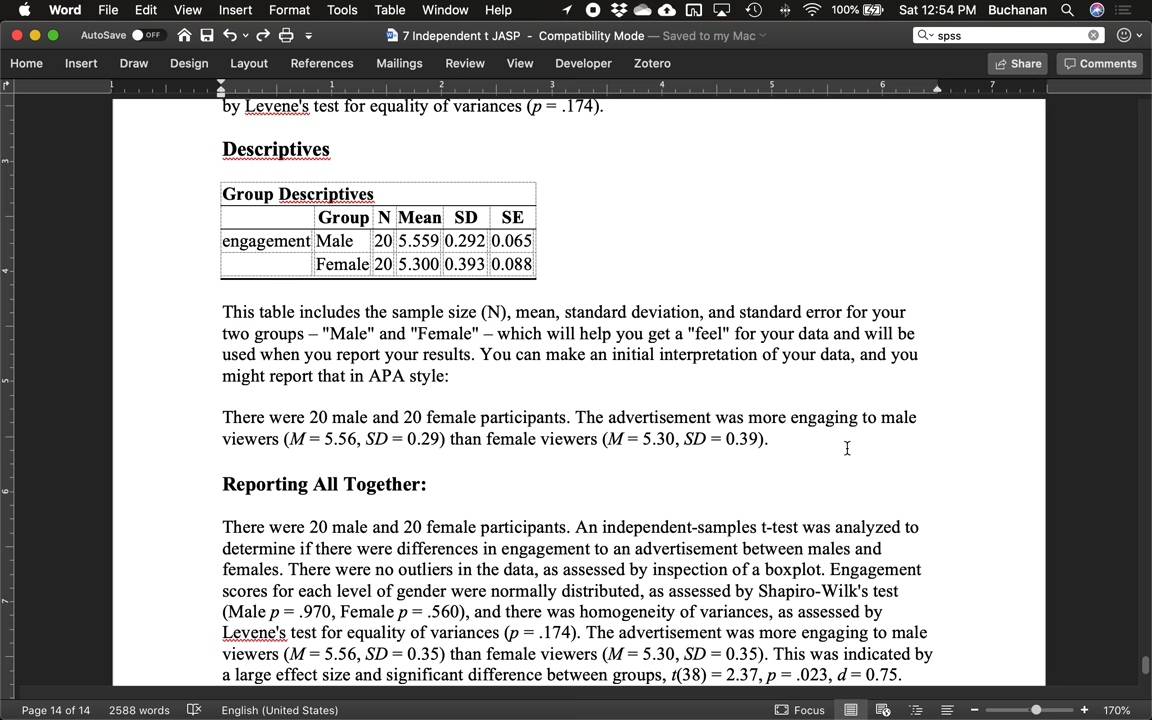 Word File Edit View Insert Format Tools Table Window Help 100% Sat 12:54 PM Buchanan
AutoSave OFF 7 Independent t JASP - Compatibility Mode — Saved to my Mac spss
Home Insert Draw Design Layout References Mailings Review View Developer Zotero Share Comments
1 1 2 3 4 5 6 7
by Levene's test for equality of variances (p = .174).
Descriptives
Group Descriptives
Group N Mean SD SE
engagement Male 20 5.559 0.292 0.065
Female 20 5.300 0.393 0.088
This table includes the sample size (N), mean, standard deviation, and standard error for your
two groups – "Male" and "Female" – which will help you get a "feel" for your data and will be
used when you report your results. You can make an initial interpretation of your data, and you
might report that in APA style:
There were 20 male and 20 female participants. The advertisement was more engaging to male
viewers (M = 5.56, SD = 0.29) than female viewers (M = 5.30, SD = 0.39).
Reporting All Together:
There were 20 male and 20 female participants. An independent-samples t-test was analyzed to
determine if there were differences in engagement to an advertisement between males and
females. There were no outliers in the data, as assessed by inspection of a boxplot. Engagement
scores for each level of gender were normally distributed, as assessed by Shapiro-Wilk's test
(Male p = .970, Female p = .560), and there was homogeneity of variances, as assessed by
Levene's test for equality of variances (p = .174). The advertisement was more engaging to male
viewers (M = 5.56, SD = 0.35) than female viewers (M = 5.30, SD = 0.35). This was indicated by
a large effect size and significant difference between groups, t(38) = 2.37, p = .023, d = 0.75.
Page 14 of 14 2588 words English (United States) Focus 170%